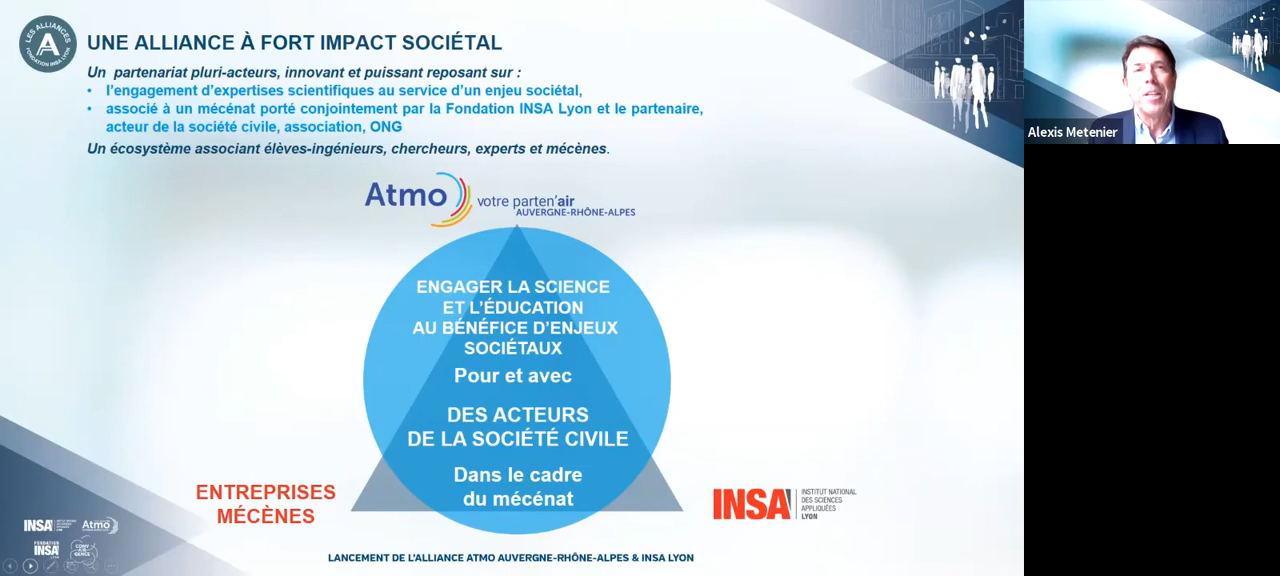 LES ALLIANCES
FONDATION INSA LYON
UNE ALLIANCE À FORT IMPACT SOCIÉTAL
Un partenariat pluri-acteurs, innovant et puissant reposant sur :
• l’engagement d’expertises scientifiques au service d’un enjeu sociétal,
• associé à un mécénat porté conjointement par la Fondation INSA Lyon et le partenaire,
acteur de la société civile, association, ONG
Un écosystème associant élèves-ingénieurs, chercheurs, experts et mécènes.
Alexis Metenier
Atmo
votre parten’air
AUVERGNE-RHÔNE-ALPES
ENGAGER LA SCIENCE
ET L’ÉDUCATION
AU BÉNÉFICE D’ENJEUX
SOCIÉTAUX
Pour et avec
DES ACTEURS
DE LA SOCIÉTÉ CIVILE
Dans le cadre
du mécénat
ENTREPRISES
MÉCÈNES
INSA
INSTITUT NATIONAL
DES SCIENCES
APPLIQUÉES
LYON
INSA
Atmo
FONDATION
INSA
LANCEMENT DE L’ALLIANCE ATMO AUVERGNE-RHÔNE-ALPES & INSA LYON